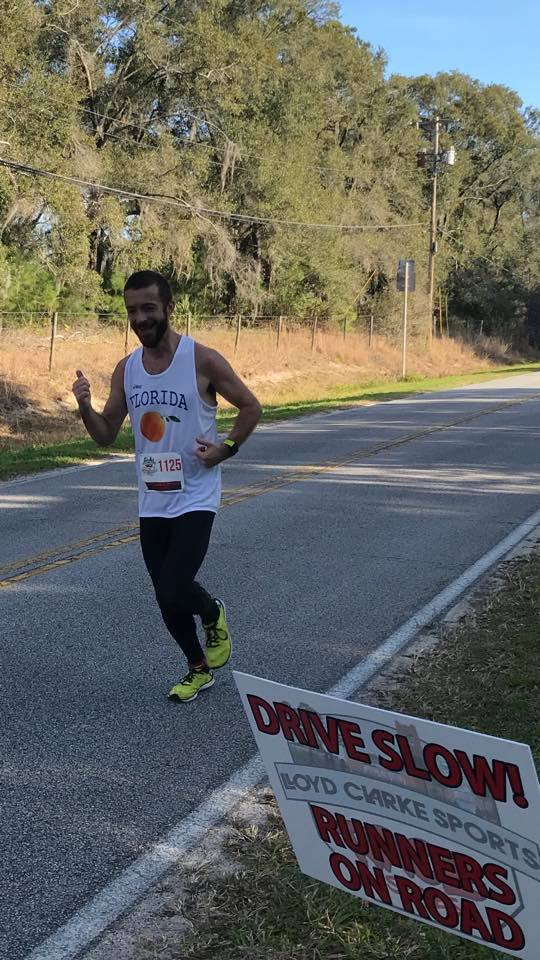 FLORIDA
1125
DRIVE SLOW!
LLOYD CLARKE SPORTS
RUNNERS
ON ROAD